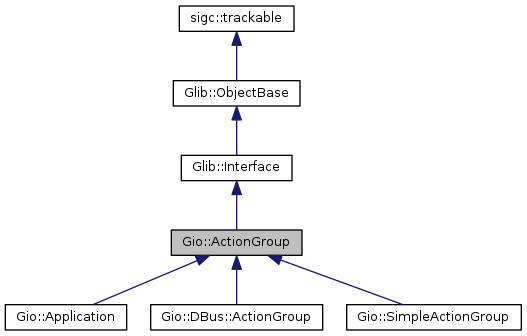 sigc::trackable
Glib::ObjectBase
Glib::Interface
Gio::ActionGroup
Gio::Application
Gio::DBus::ActionGroup
Gio::SimpleActionGroup